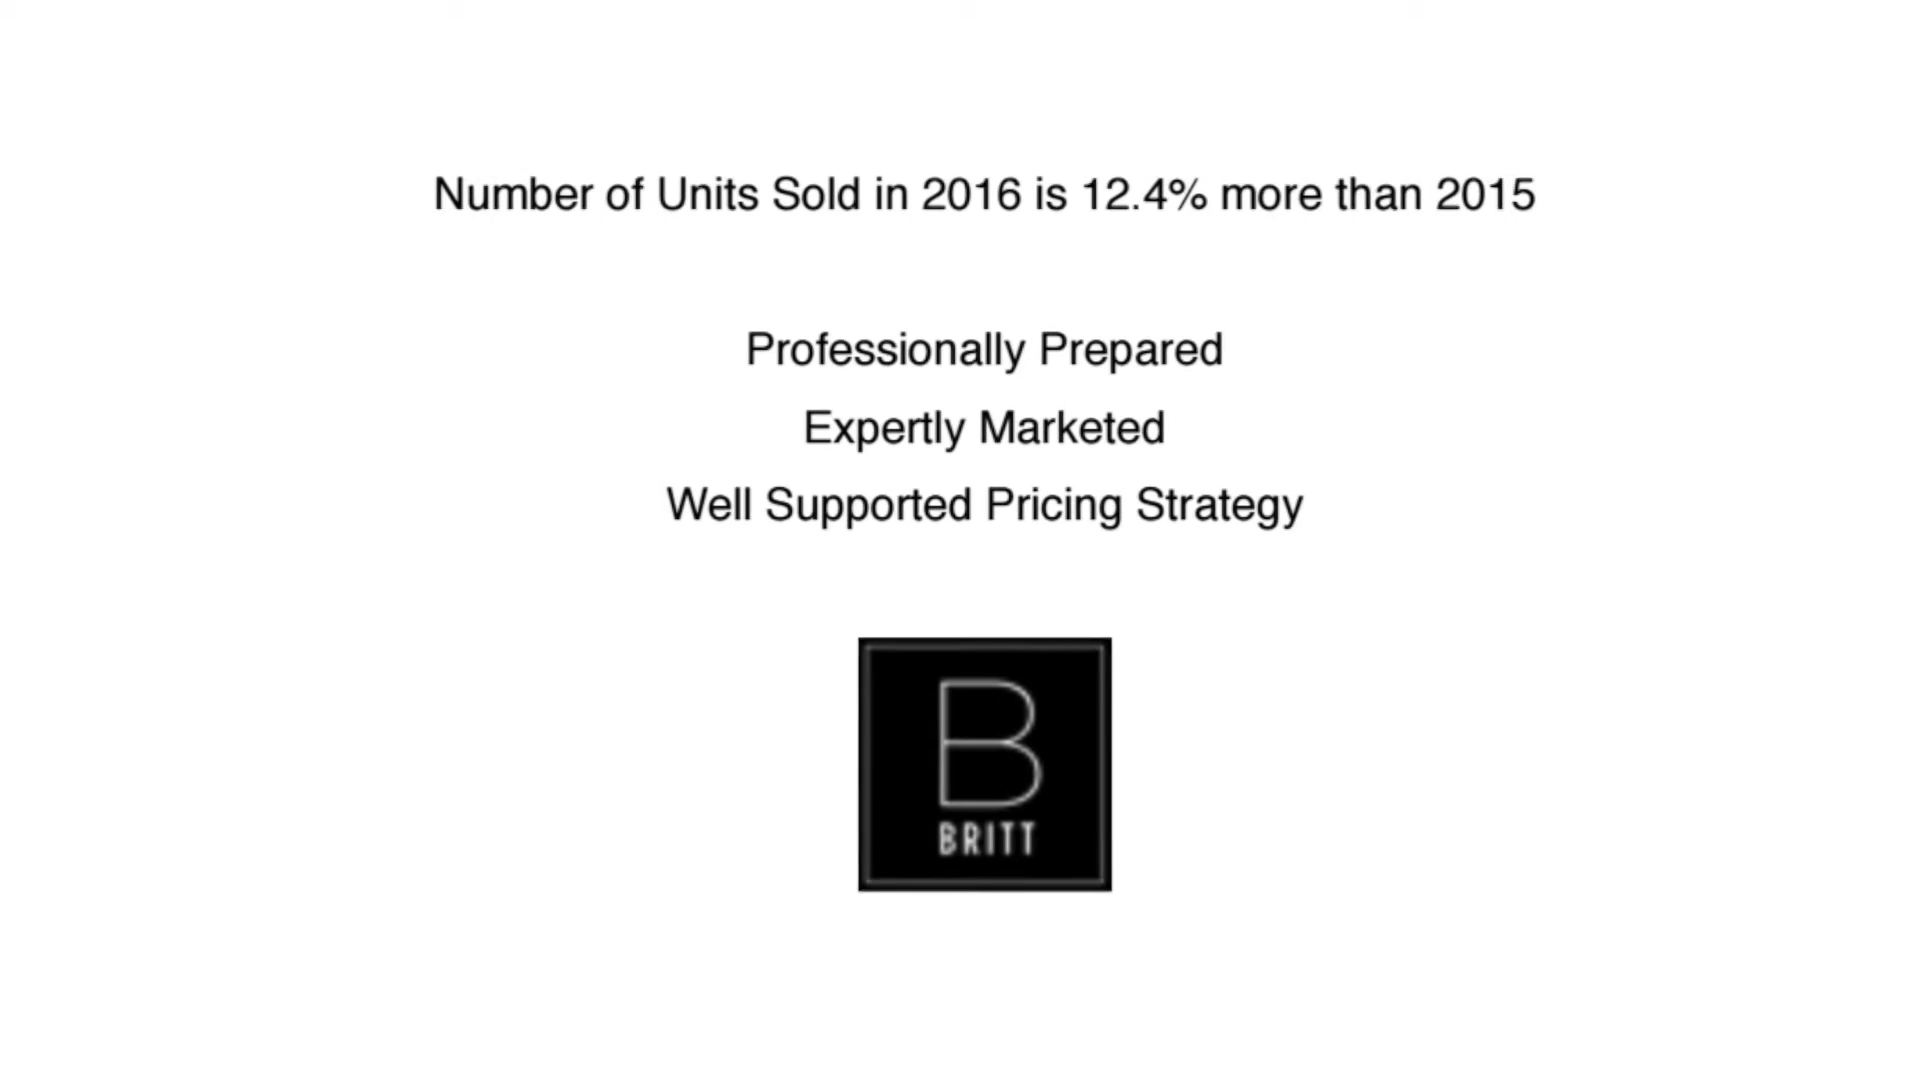 Number of Units Sold in 2016 is 12.4% more than 2015
Professionally Prepared
Expertly Marketed
Well Supported Pricing Strategy
B
BRITT